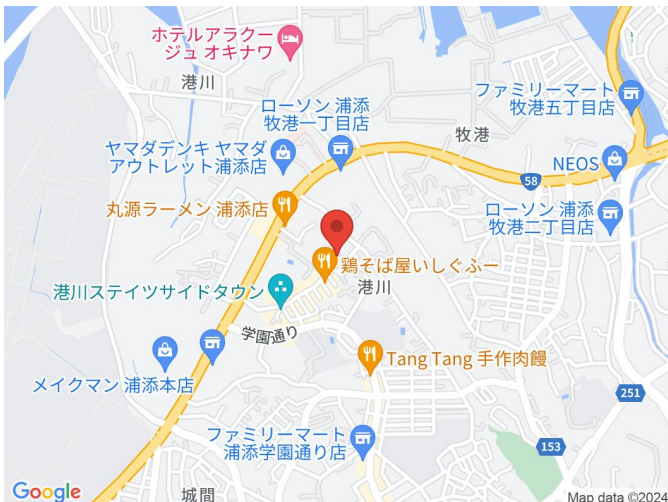 ホテルアラクー
ジュ オキナワ
港川
ファミリーマート
牧港五丁目店
ローソン 浦添
牧港一丁目店
牧港
ヤマダデンキ ヤマダ
アウトレット浦添店
NEOS
58
丸源ラーメン 浦添店
ローソン 浦添
牧港二丁目店
鶏そば屋いしぐふー
港川
港川ステイツサイドタウン
学園通り
Tang Tang 手作肉饅
メイクマン 浦添本店
251
ファミリーマート
浦添学園通り店
153
城間
Google
Map data ©2024